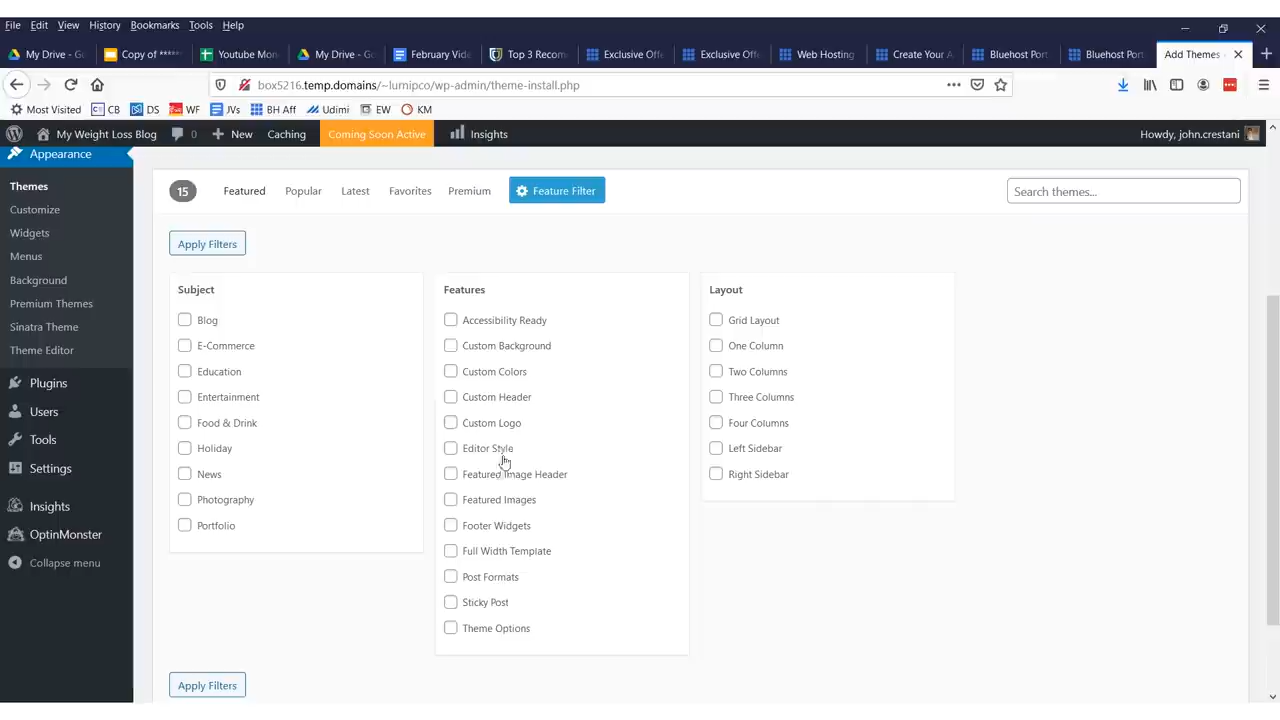 File Edit View History Bookmarks Tools Help
My Drive - Go Copy of ***** Youtube Mon My Drive - Go February Vide Top 3 Recom Exclusive Offe Exclusive Offe Web Hosting Create Your A Bluehost Port Bluehost Port Add Themes
box5216.temp.domains/~lumipco/wp-admin/theme-install.php
Most Visited CB DS WF JVs BH Aff Udimi EW KM
My Weight Loss Blog 0 New Caching Coming Soon Active Insights Howdy, john.crestani
Appearance
Themes
Customize
Widgets
Menus
Background
Premium Themes
Sinatra Theme
Theme Editor
Plugins
Users
Tools
Settings
Insights
OptinMonster
Collapse menu
15 Featured Popular Latest Favorites Premium Feature Filter Search themes...
Apply Filters
Subject
Blog
E-Commerce
Education
Entertainment
Food & Drink
Holiday
News
Photography
Portfolio
Features
Accessibility Ready
Custom Background
Custom Colors
Custom Header
Custom Logo
Editor Style
Featured Image Header
Featured Images
Footer Widgets
Full Width Template
Post Formats
Sticky Post
Theme Options
Layout
Grid Layout
One Column
Two Columns
Three Columns
Four Columns
Left Sidebar
Right Sidebar
Apply Filters